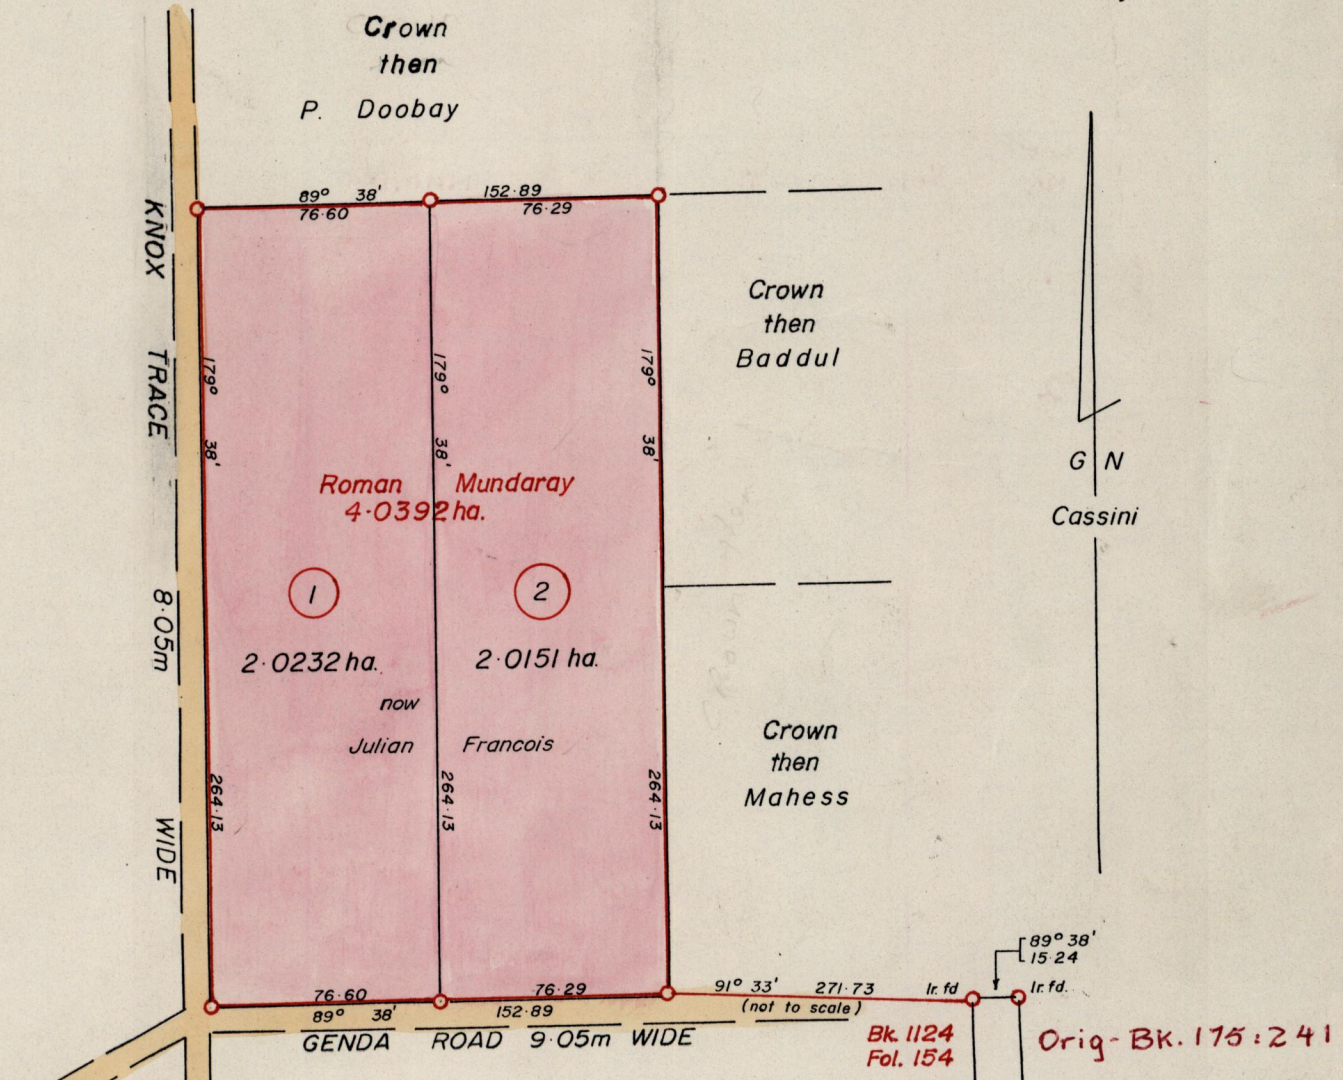 Crown
then
P. Doobay
89° 38' 152·89
76·60 76·29
KNOX TRACE 8·05m WIDE
179° 38' 264·13
179° 38' 264·13
179° 38' 264·13
Crown
then
Baddul
Roman Mundaray
4·0392 ha.
G N
Cassini
1
2
2·0232 ha.
2·0151 ha.
now
Julian Francois
Crown
then
Mahess
89° 38'
15·24
76·60 76·29
89° 38' 152·89
91° 33' 271·73
(not to scale)
Ir. fd
Ir. fd.
GENDA ROAD 9·05m WIDE
Bk. 1124
Fol. 154
Orig- BK. 175:241